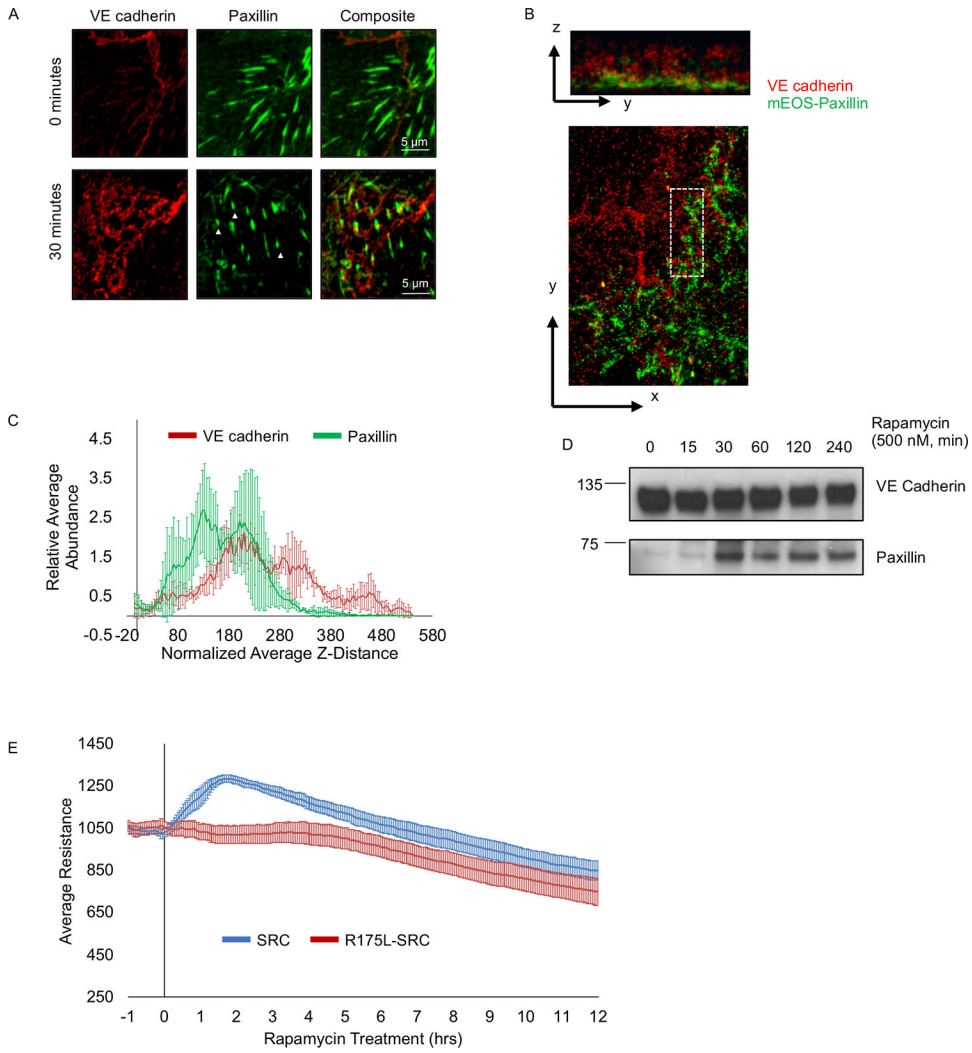 A
VE cadherin
Paxillin
Composite
0 minutes
5 µm
30 minutes
5 µm
B
z
y
VE cadherin
mEOS-Paxillin
y
x
C
VE cadherin
Paxillin
4.5
3.5
2.5
1.5
0.5
-0.5
Relative Average
Abundance
-20 80 180 280 380 480 580
Normalized Average Z-Distance
D
Rapamycin
(500 nM, min)
0 15 30 60 120 240
135
VE Cadherin
75
Paxillin
E
1450
1250
1050
850
650
450
250
Average Resistance
SRC
R175L-SRC
-1 0 1 2 3 4 5 6 7 8 9 10 11 12
Rapamycin Treatment (hrs)